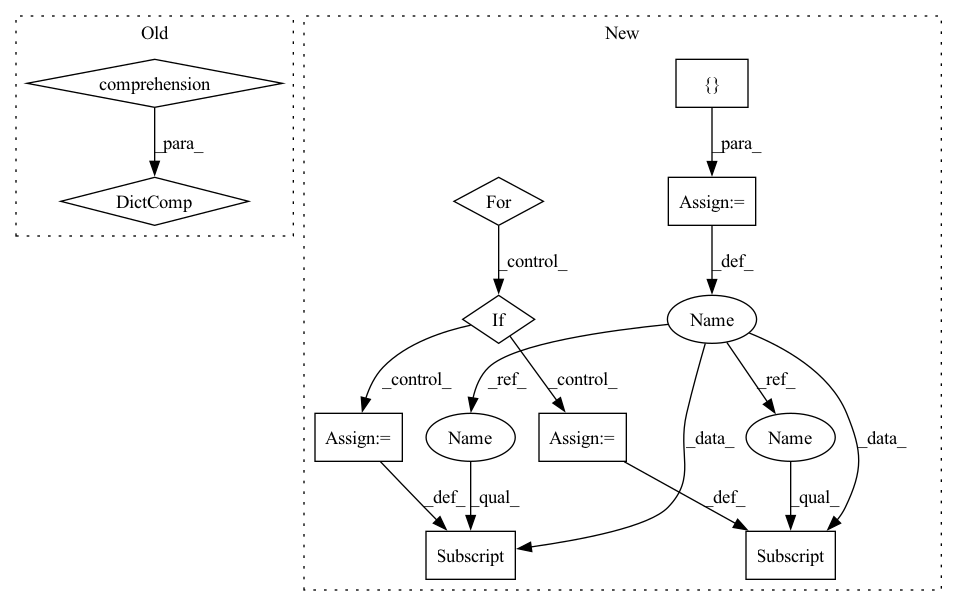 Old
New
comprehension
{}
_para_
_para_
DictComp
For
Assign:=
_control_
_def_
If
Name
_control_
_ref_
_control_
_ref_
Assign:=
Name
Assign:=
_data_
Name
_data_
_def_
_qual_
_def_
_qual_
Subscript
Subscript